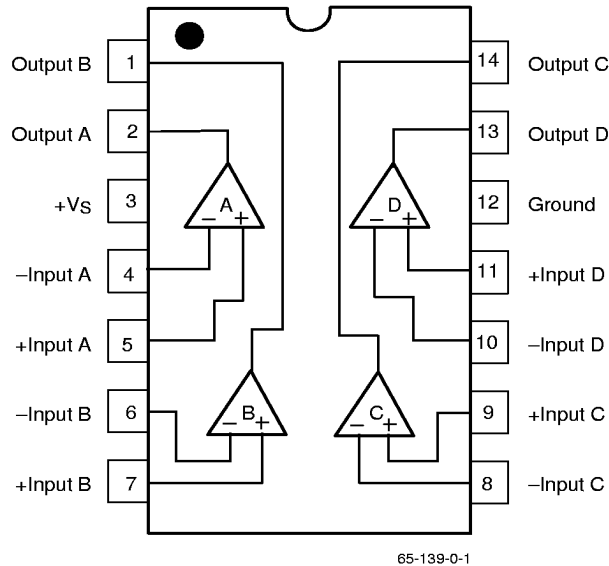 Output B 1 14 Output C
Output A 2 13 Output D
+VS 3 A D 12 Ground
− + − +
−Input A 4 11 +Input D
+Input A 5 10 −Input D
−Input B 6 B C 9 +Input C
− + − +
+Input B 7 8 −Input C
65-139-0-1